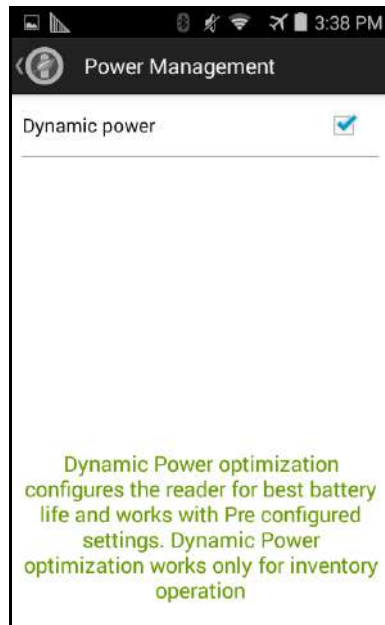 3:38 PM
Power Management
Dynamic power
Dynamic Power optimization
configures the reader for best battery
life and works with Pre configured
settings. Dynamic Power
optimization works only for inventory
operation